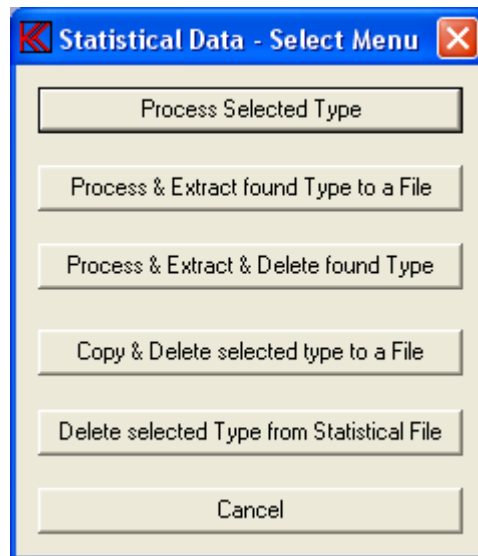 Statistical Data - Select Menu
Process Selected Type
Process & Extract found Type to a File
Process & Extract & Delete found Type
Copy & Delete selected type to a File
Delete selected Type from Statistical File
Cancel